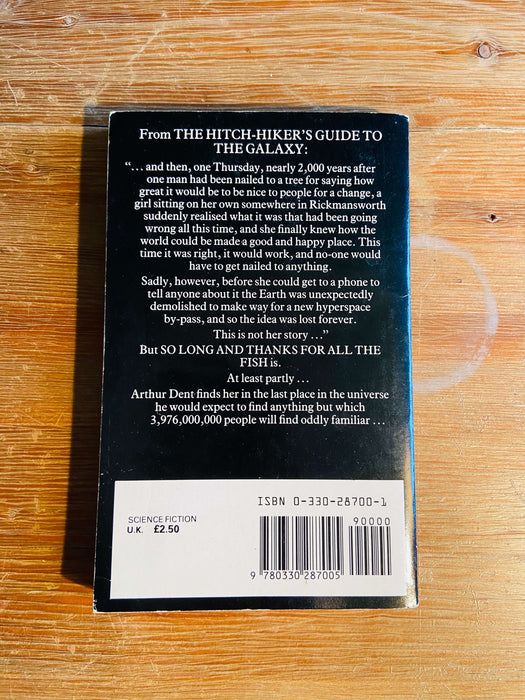 From THE HITCH-HIKER'S GUIDE TO
THE GALAXY:
“... and then, one Thursday, nearly 2,000 years after
one man had been nailed to a tree for saying how
great it would be to be nice to people for a change, a
girl sitting on her own somewhere in Rickmansworth
suddenly realised what it was that had been going
wrong all this time, and she finally knew how the
world could be made a good and happy place. This
time it was right, it would work, and no-one would
have to get nailed to anything.
Sadly, however, before she could get to a phone to
tell anyone about it the Earth was unexpectedly
demolished to make way for a new hyperspace
by-pass, and so the idea was lost forever.
This is not her story ...”
But SO LONG AND THANKS FOR ALL THE
FISH is.
At least partly ...
Arthur Dent finds her in the last place in the universe
he would expect to find anything but which
3,976,000,000 people will find oddly familiar ...
ISBN 0-330-28700-1
90000
SCIENCE FICTION
U.K. £2.50
9 780330 287005